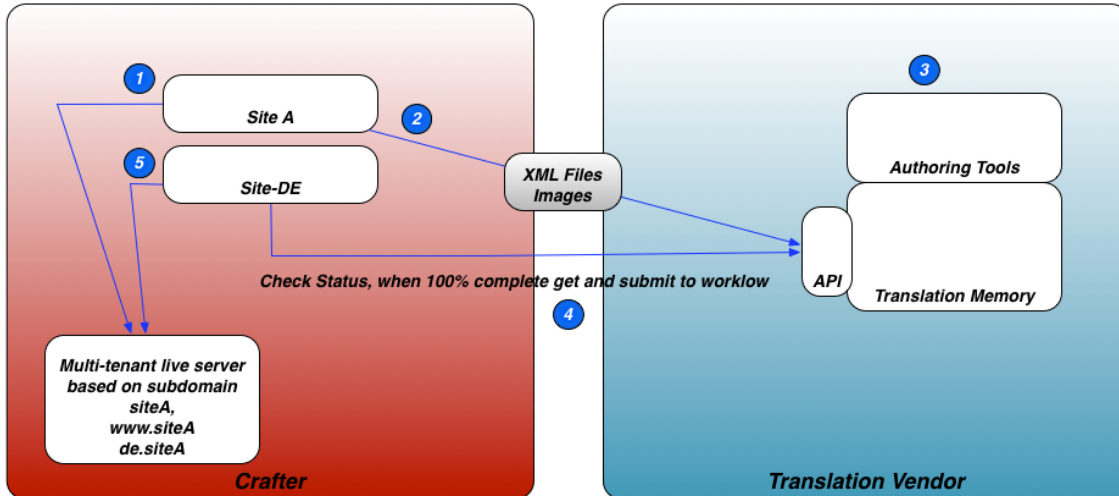 1
Site A
2
5
Site-DE
XML Files
Images
3
Authoring Tools
API
Translation Memory
Check Status, when 100% complete get and submit to worklow
4
Multi-tenant live server
based on subdomain
siteA,
www.siteA
de.siteA
Crafter
Translation Vendor